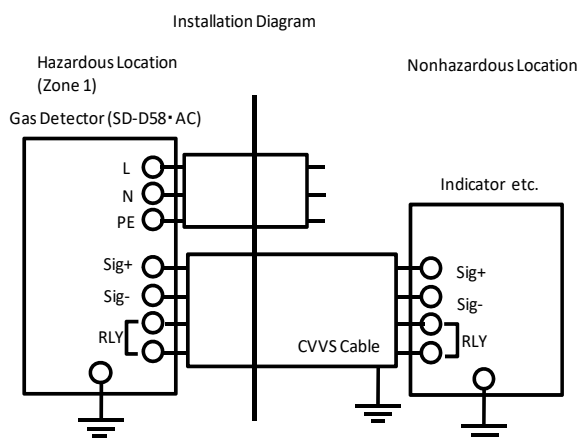 Installation Diagram
Hazardous Location
(Zone 1)
Nonhazardous Location
Gas Detector (SD-D58・AC)
L
N
PE
Indicator etc.
Sig+
Sig-
RLY
CVVS Cable
Sig+
Sig-
RLY